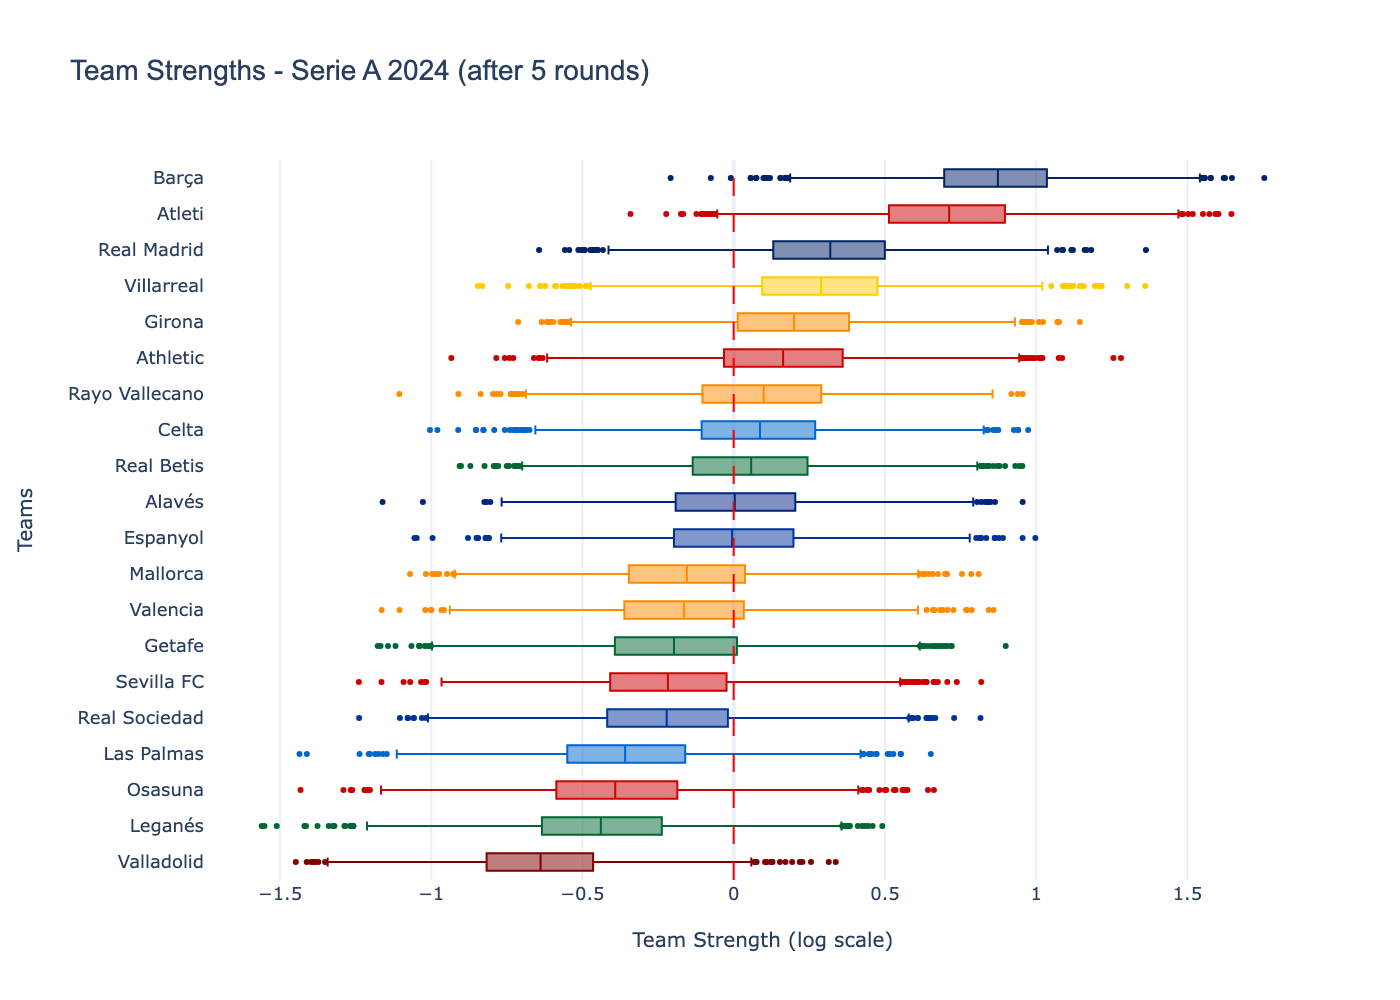 Team Strengths - Serie A 2024 (after 5 rounds)
Barça
Atleti
Real Madrid
Villarreal
Girona
Athletic
Rayo Vallecano
Celta
Real Betis
Alavés
Espanyol
Mallorca
Valencia
Getafe
Sevilla FC
Real Sociedad
Las Palmas
Osasuna
Leganés
Valladolid
Teams
−1.5 −1 −0.5 0 0.5 1 1.5
Team Strength (log scale)